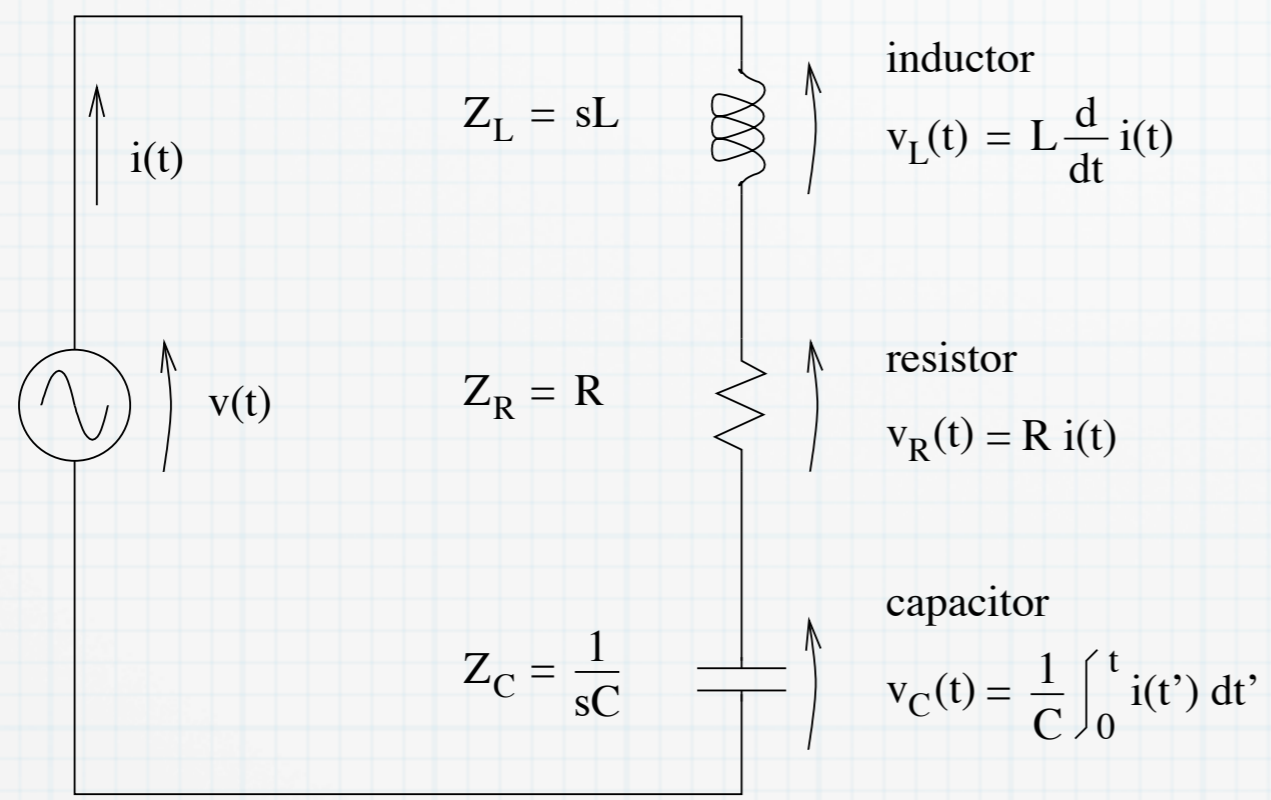 inductor
Z_L = sL
v_L(t) = L d/dt i(t)
i(t)
resistor
Z_R = R
v(t)
v_R(t) = R i(t)
capacitor
Z_C = 1/sC
v_C(t) = 1/C ∫_0^t i(t’) dt’